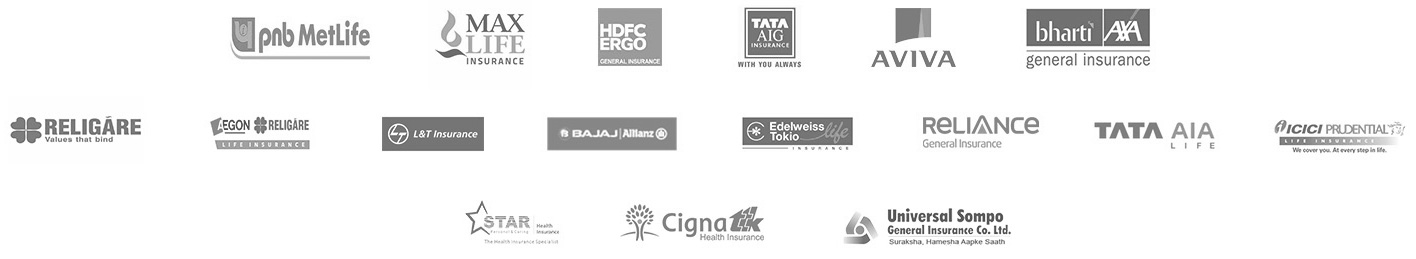 pnb MetLife
MAX
LIFE
INSURANCE
HDFC
ERGO
GENERAL INSURANCE
TATA
AIG
INSURANCE
WITH YOU ALWAYS
AVIVA
bharti AXA
general insurance
RELIGARE
Values that bind
AEGON RELIGARE
LIFE INSURANCE
L&T Insurance
BAJAJ Allianz
Edelweiss
Tokio life
INSURANCE
RELIANCE
General Insurance
TATA AIA
LIFE
ICICI PRUDENTIAL
LIFE INSURANCE
We cover you. At every step in life.
STAR Health
Personal & Caring Insurance
The Health Insurance Specialist
Cigna ttk
Health Insurance
Universal Sompo
General Insurance Co. Ltd.
Suraksha, Hamesha Aapke Saath